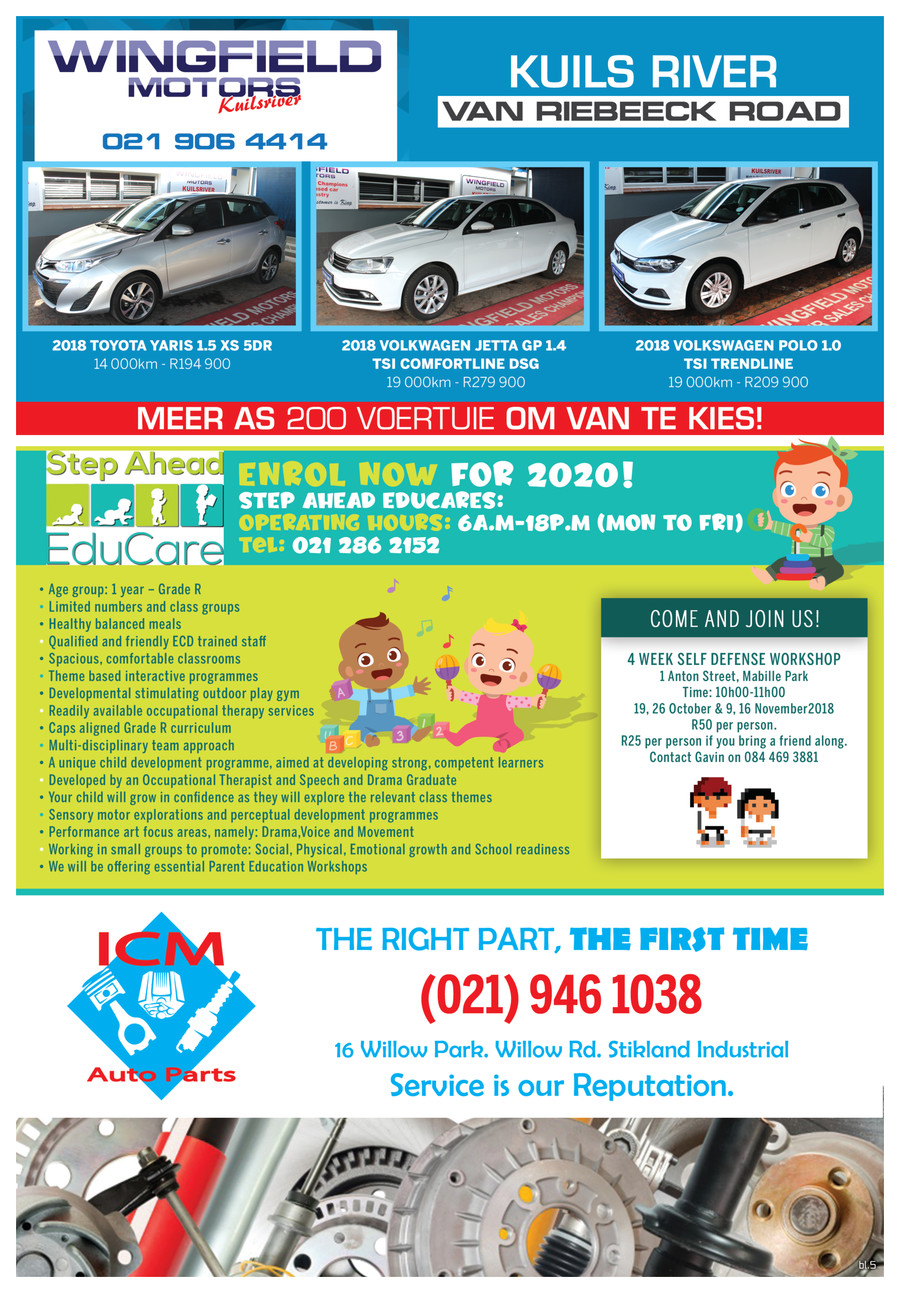 WINGFIELD
MOTORS
Kuilsriver
021 906 4414
KUILS RIVER
VAN RIEBEECK ROAD
2018 TOYOTA YARIS 1.5 XS 5DR
14 000km - R194 900
2018 VOLKWAGEN JETTA GP 1.4
TSI COMFORTLINE DSG
19 000km - R279 900
2018 VOLKSWAGEN POLO 1.0
TSI TRENDLINE
19 000km - R209 900
MEER AS 200 VOERTUIE OM VAN TE KIES!
Step Ahead
EduCare
ENROL NOW FOR 2020!
STEP AHEAD EDUCARES:
OPERATING HOURS: 6A.M-18P.M (MON TO FRI)
TeL: 021 286 2152
• Age group: 1 year – Grade R
• Limited numbers and class groups
• Healthy balanced meals
• Qualified and friendly ECD trained staff
• Spacious, comfortable classrooms
• Theme based interactive programmes
• Developmental stimulating outdoor play gym
• Readily available occupational therapy services
• Caps aligned Grade R curriculum
• Multi-disciplinary team approach
• A unique child development programme, aimed at developing strong, competent learners
• Developed by an Occupational Therapist and Speech and Drama Graduate
• Your child will grow in confidence as they will explore the relevant class themes
• Sensory motor explorations and perceptual development programmes
• Performance art focus areas, namely: Drama,Voice and Movement
• Working in small groups to promote: Social, Physical, Emotional growth and School readiness
• We will be offering essential Parent Education Workshops
COME AND JOIN US!
4 WEEK SELF DEFENSE WORKSHOP
1 Anton Street, Mabille Park
Time: 10h00-11h00
19, 26 October & 9, 16 November2018
R50 per person.
R25 per person if you bring a friend along.
Contact Gavin on 084 469 3881
ICM
Auto Parts
THE RIGHT PART, THE FIRST TIME
(021) 946 1038
16 Willow Park. Willow Rd. Stikland Industrial
Service is our Reputation.
bl.5